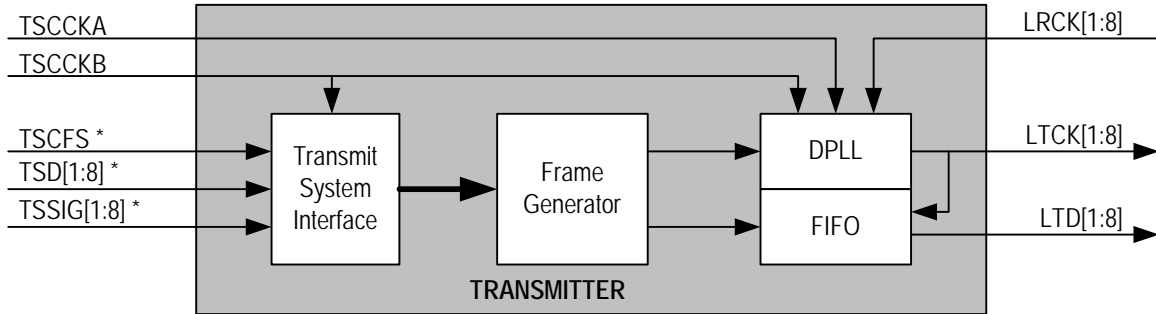 TSCCKA
LRCK[1:8]
TSCCKB
TSCFS *
TSD[1:8] *
TSSIG[1:8] *
Transmit
System
Interface
Frame
Generator
DPLL
FIFO
LTCK[1:8]
LTD[1:8]
TRANSMITTER